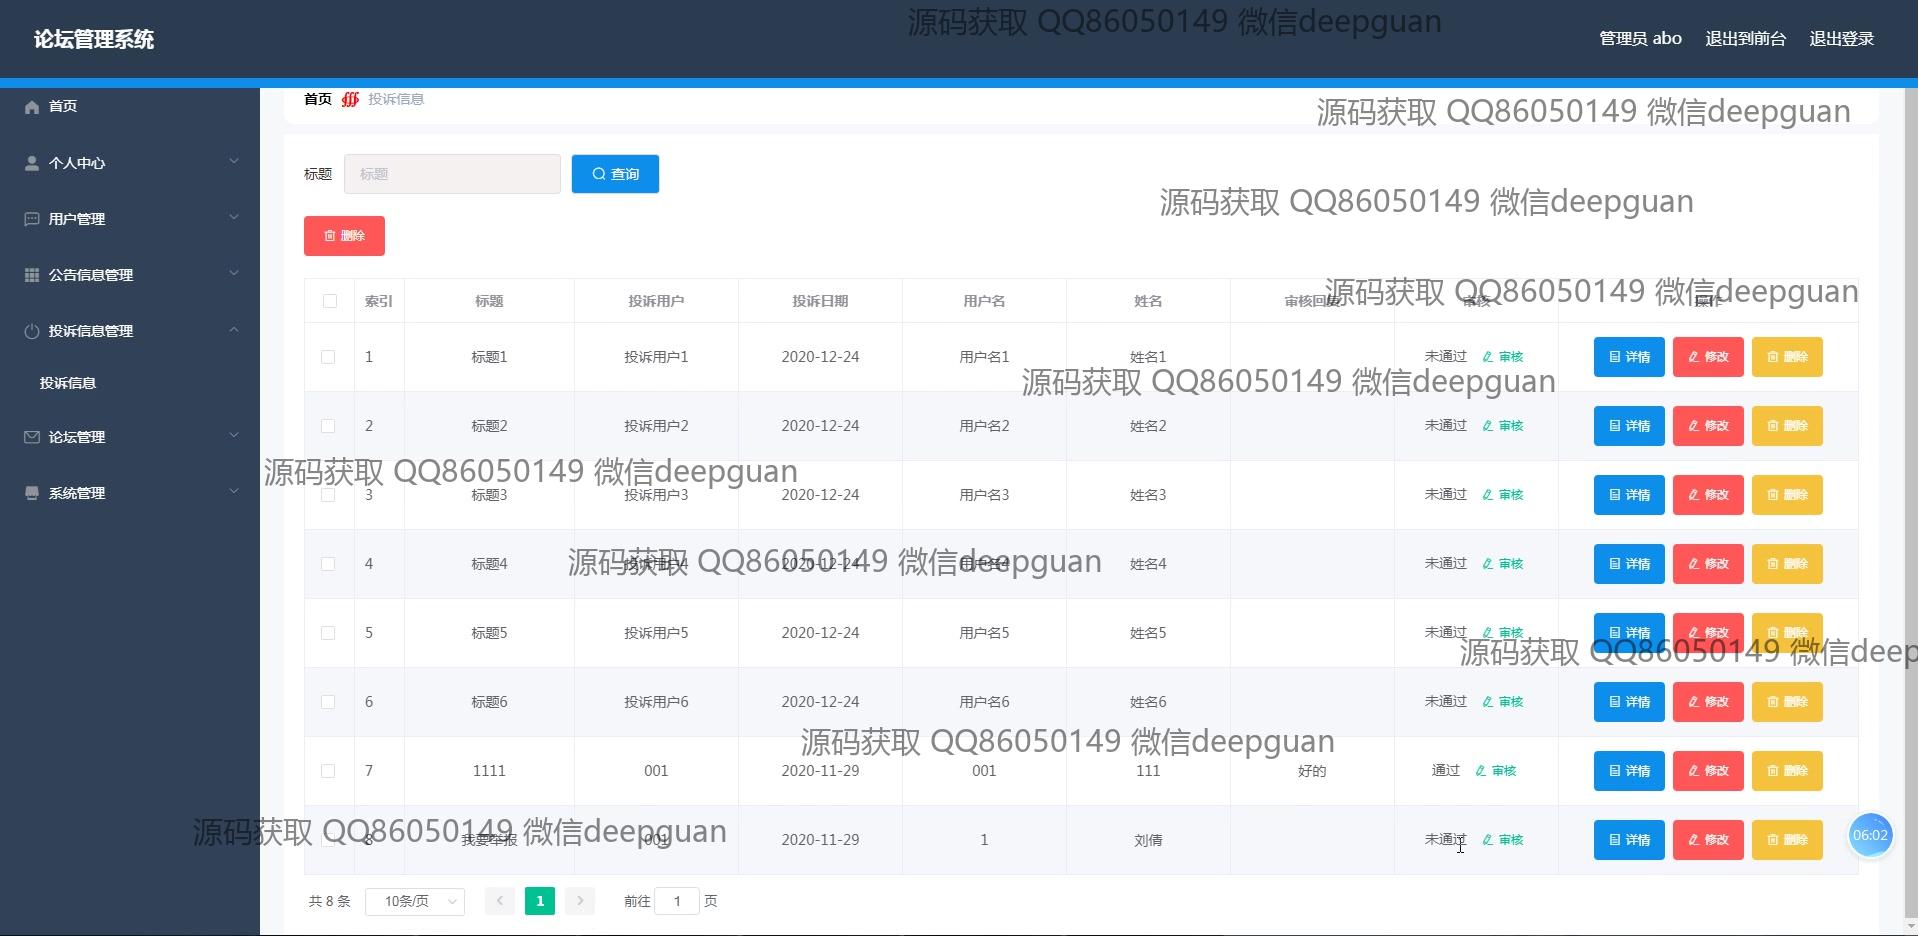 源码获取 QQ86050149 微信deepguan
论坛管理系统
管理员 abo 退出到前台 退出登录
首页
个人中心
用户管理
公告信息管理
投诉信息管理
投诉信息
论坛管理
系统管理
首页 投诉信息
源码获取 QQ86050149 微信deepguan
标题 标题 查询
源码获取 QQ86050149 微信deepguan
删除
源码获取 QQ86050149 微信deepguan
索引 标题 投诉用户 投诉日期 用户名 姓名 审核回复 审核 操作
1 标题1 投诉用户1 2020-12-24 用户名1 姓名1 未通过 审核 详情 修改 删除
源码获取 QQ86050149 微信deepguan
2 标题2 投诉用户2 2020-12-24 用户名2 姓名2 未通过 审核 详情 修改 删除
源码获取 QQ86050149 微信deepguan
3 标题3 投诉用户3 2020-12-24 用户名3 姓名3 未通过 审核 详情 修改 删除
源码获取 QQ86050149 微信deepguan
4 标题4 投诉用户4 2020-12-24 用户名4 姓名4 未通过 审核 详情 修改 删除
5 标题5 投诉用户5 2020-12-24 用户名5 姓名5 未通过 审核 详情 修改 删除
源码获取 QQ86050149 微信deep
6 标题6 投诉用户6 2020-12-24 用户名6 姓名6 未通过 审核 详情 修改 删除
源码获取 QQ86050149 微信deepguan
7 1111 001 2020-11-29 001 111 好的 通过 审核 详情 修改 删除
源码获取 QQ86050149 微信deepguan
8 我要举报 001 2020-11-29 1 刘倩 未通过 审核 详情 修改 删除
06:02
共 8 条 10条/页 1 前往 1 页